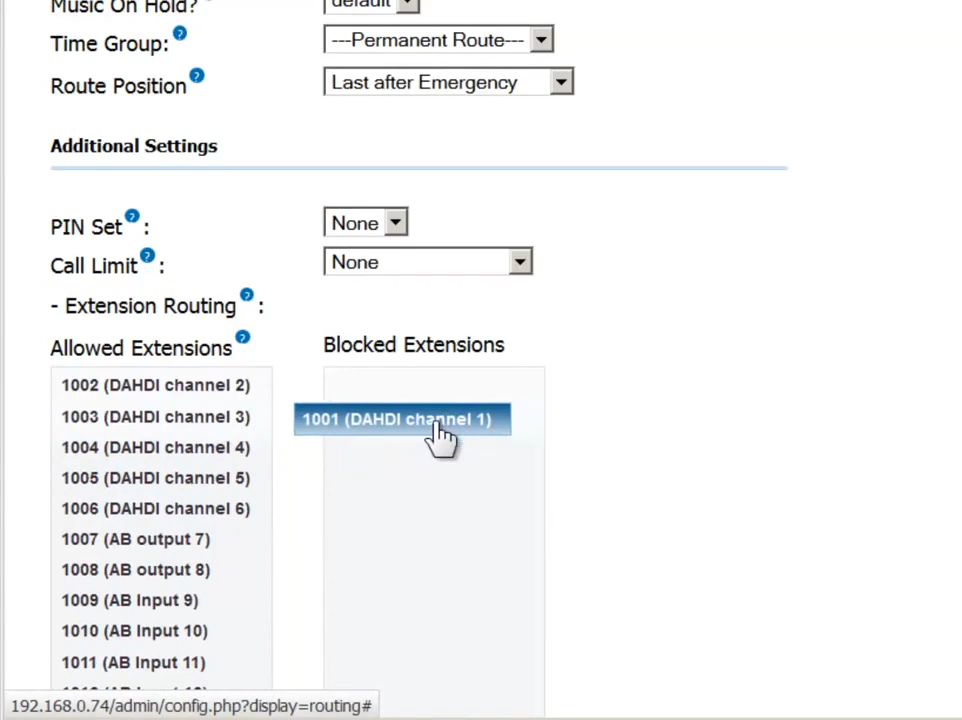 Music On Hold? default
Time Group: ? ---Permanent Route---
Route Position ? Last after Emergency
Additional Settings
PIN Set ? : None
Call Limit ? : None
- Extension Routing ? :
Allowed Extensions ? Blocked Extensions
1002 (DAHDI channel 2)
1001 (DAHDI channel 1)
1003 (DAHDI channel 3)
1004 (DAHDI channel 4)
1005 (DAHDI channel 5)
1006 (DAHDI channel 6)
1007 (AB output 7)
1008 (AB output 8)
1009 (AB Input 9)
1010 (AB Input 10)
1011 (AB Input 11)
192.168.0.74/admin/config.php?display=routing#